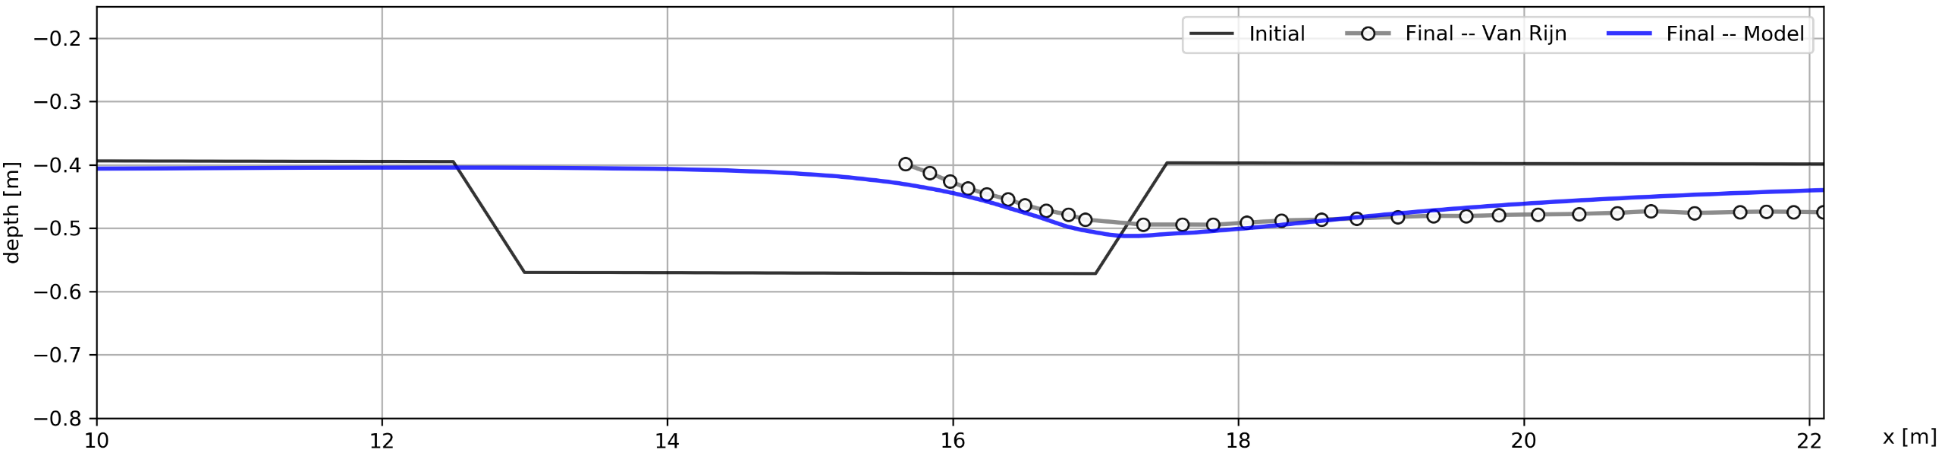 Initial Final -- Van Rijn Final -- Model
−0.2
−0.3
−0.4
−0.5
−0.6
−0.7
−0.8
depth [m]
10 12 14 16 18 20 22
x [m]